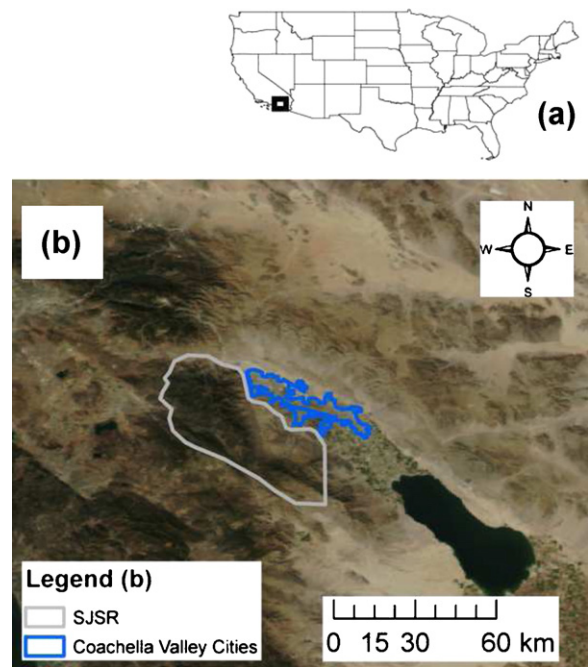 (a)
(b)
N
W E
S
Legend (b)
SJSR
Coachella Valley Cities
0 15 30 60 km